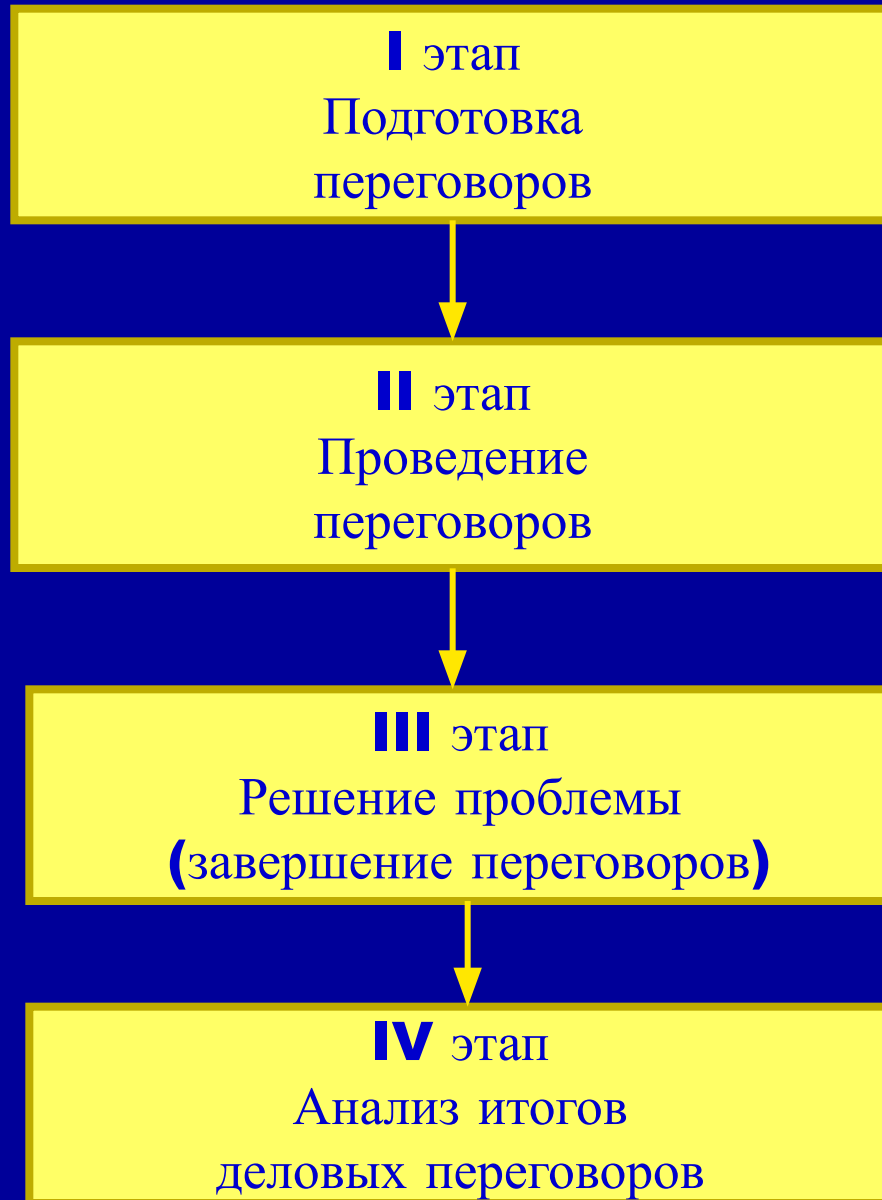 I этап
Подготовка
переговоров
II этап
Проведение
переговоров
III этап
Решение проблемы
(завершение переговоров)
IV этап
Анализ итогов
деловых переговоров